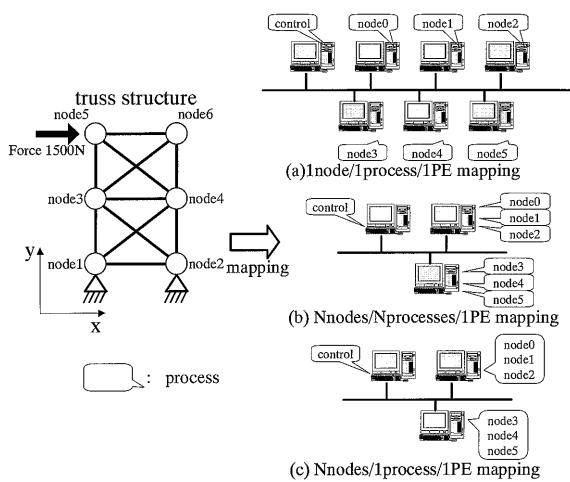 truss structure
node5
node6
Force 1500N
node3
node4
y
node1
node2
x
mapping
: process
control
node0
node1
node2
node3
node4
node5
(a)1node/1process/1PE mapping
control
node0
node1
node2
node3
node4
node5
(b) Nnodes/Nprocesses/1PE mapping
control
node0
node1
node2
node3
node4
node5
(c) Nnodes/1process/1PE mapping